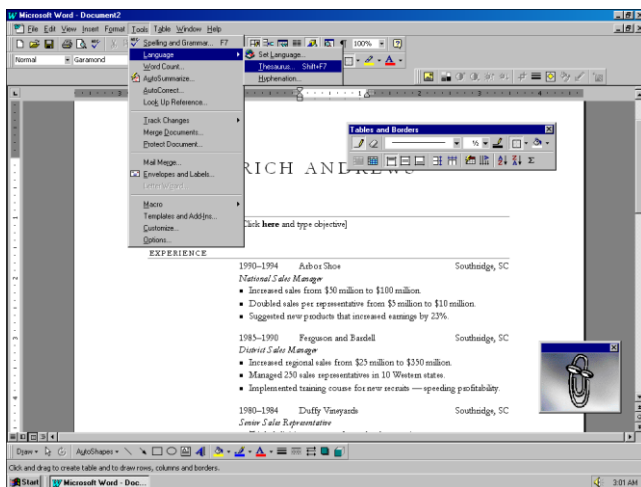 Microsoft Word - Document2
File Edit View Insert Format Tools Table Window Help
Spelling and Grammar... F7
100%
Normal Garamond
Language
Set Language...
Word Count...
Thesaurus... Shift+F7
AutoSummarize...
Hyphenation...
AutoCorrect...
Look Up Reference...
Track Changes
Merge Documents...
Protect Document...
Mail Merge...
Envelopes and Labels...
Letter Wizard...
Macro
Templates and Add-Ins...
Customize...
Options...
Tables and Borders
½
RICH ANDREWS
[Click here and type objective]
EXPERIENCE
1990–1994 Arbor Shoe Southridge, SC
National Sales Manager
▪ Increased sales from $50 million to $100 million.
▪ Doubled sales per representative from $5 million to $10 million.
▪ Suggested new products that increased earnings by 23%.
1985–1990 Ferguson and Bardell Southridge, SC
District Sales Manager
▪ Increased regional sales from $25 million to $350 million.
▪ Managed 250 sales representatives in 10 Western states.
▪ Implemented training course for new recruits — speeding profitability.
1980–1984 Duffy Vineyards Southridge, SC
Senior Sales Representative
Draw AutoShapes
Click and drag to create table and to draw rows, columns and borders.
Start Microsoft Word - Doc... 3:01 AM